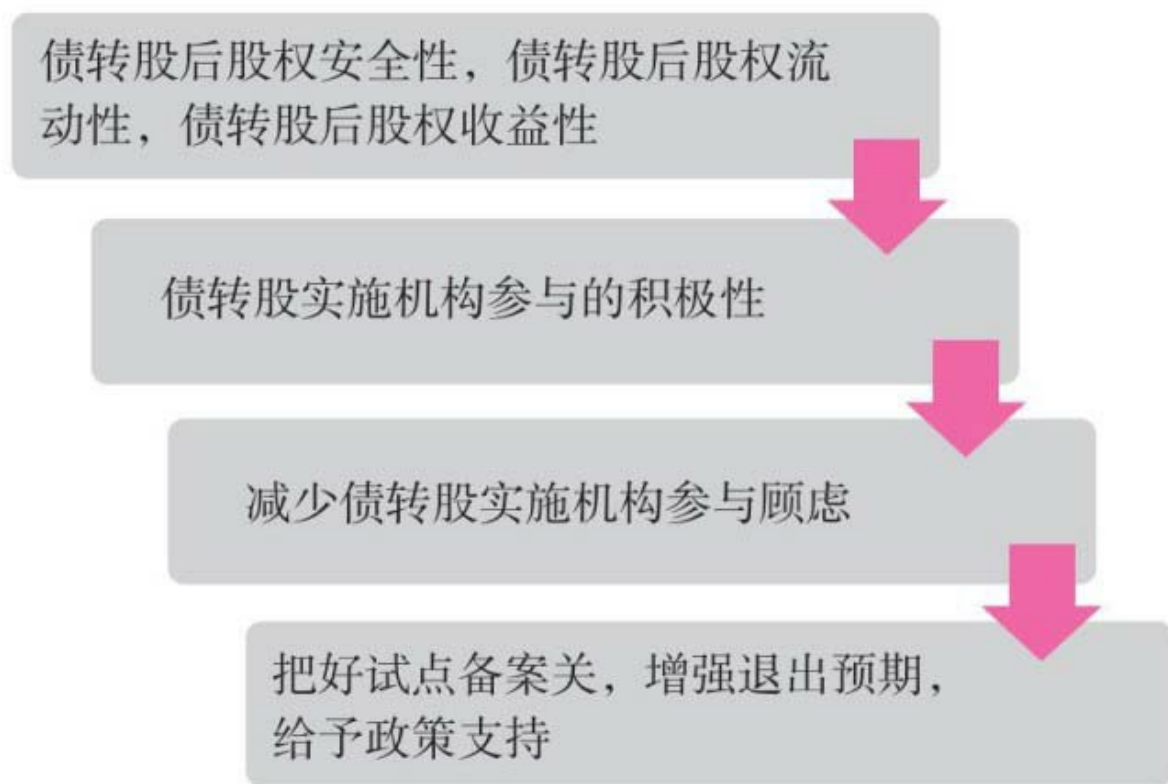 债转股后股权安全性，债转股后股权流
动性，债转股后股权收益性
债转股实施机构参与的积极性
减少债转股实施机构参与顾虑
把好试点备案关，增强退出预期，
给予政策支持